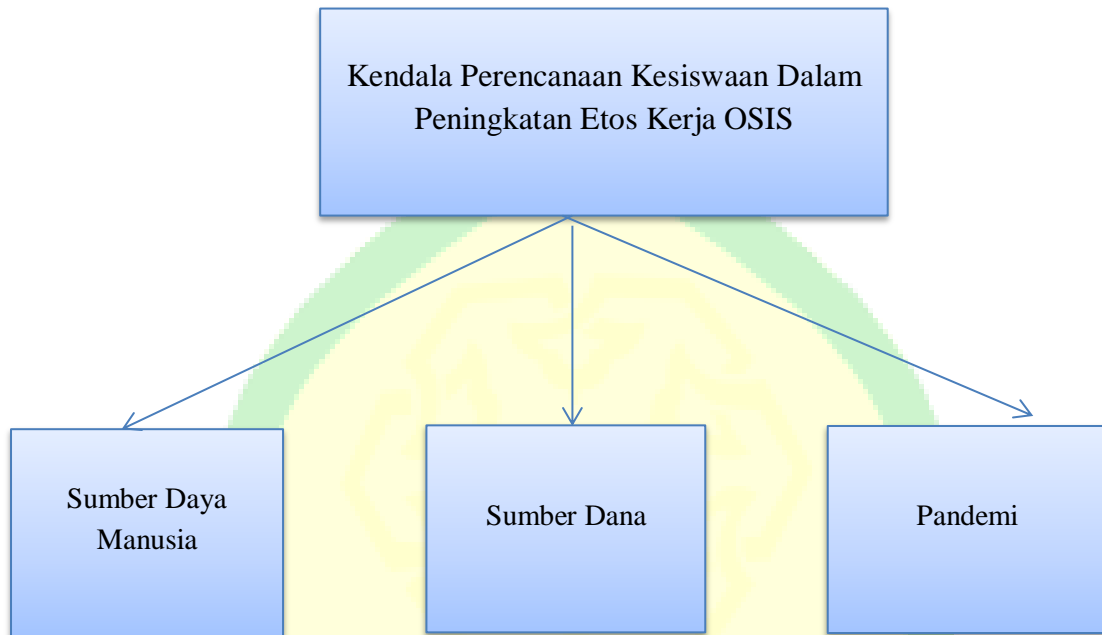 Kendala Perencanaan Kesiswaan Dalam
Peningkatan Etos Kerja OSIS
Sumber Daya
Manusia
Sumber Dana
Pandemi